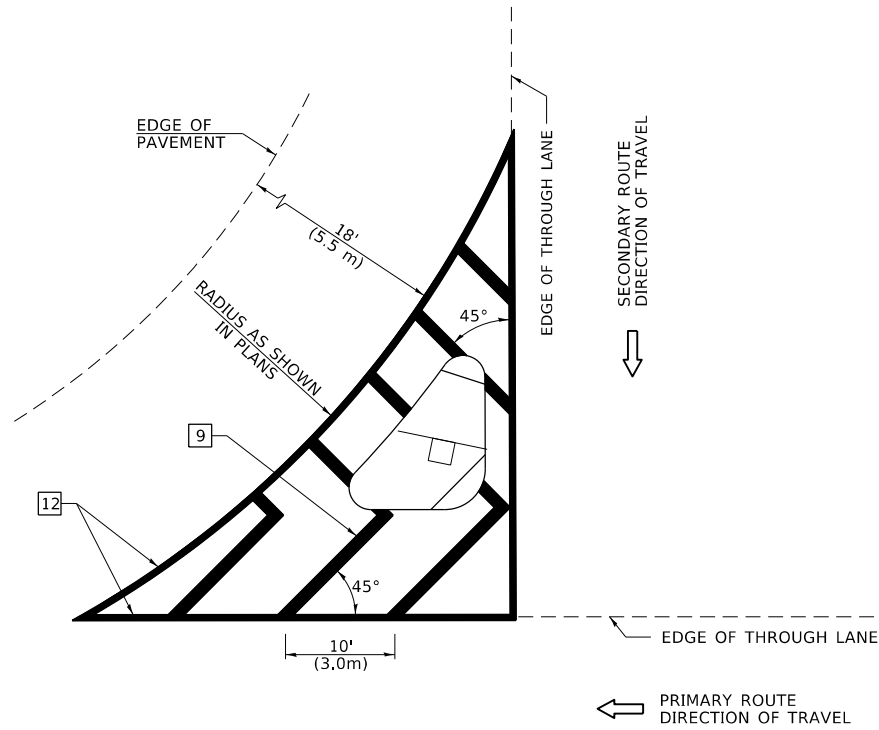 EDGE OF
PAVEMENT
18'
(5.5 m)
EDGE OF THROUGH LANE
SECONDARY ROUTE
DIRECTION OF TRAVEL
RADIUS AS SHOWN
IN PLANS
45°
9
12
45°
10'
(3.0m)
EDGE OF THROUGH LANE
PRIMARY ROUTE
DIRECTION OF TRAVEL